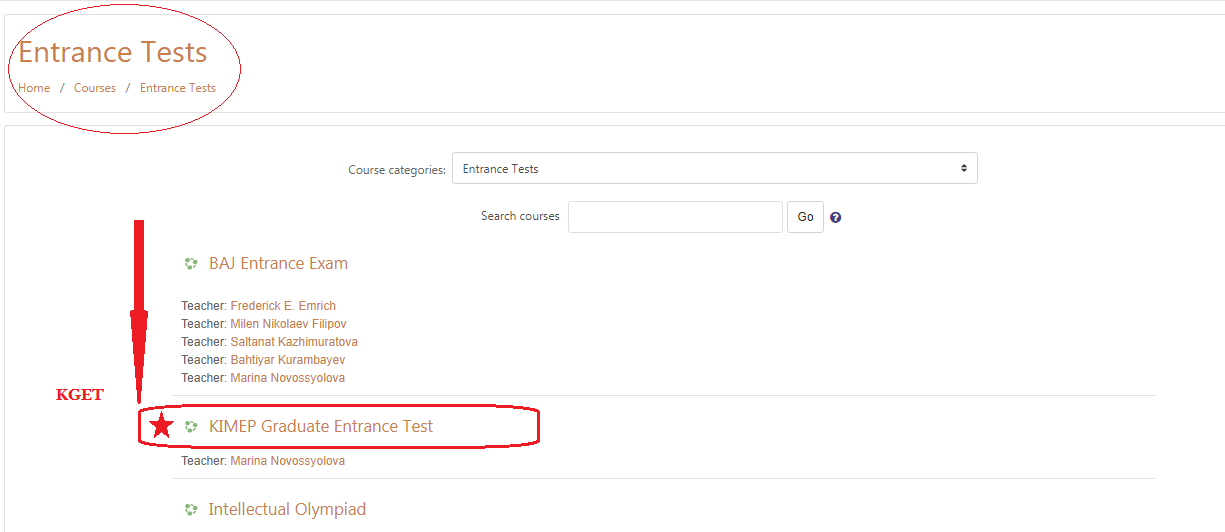 Entrance Tests
Home / Courses / Entrance Tests
Course categories: Entrance Tests
Search courses Go
BAJ Entrance Exam
Teacher: Frederick E. Emrich
Teacher: Milen Nikolaev Filipov
Teacher: Saltanat Kazhimuratova
Teacher: Bahtiyar Kurambayev
Teacher: Marina Novossyolova
KGET
KIMEP Graduate Entrance Test
Teacher: Marina Novossyolova
Intellectual Olympiad